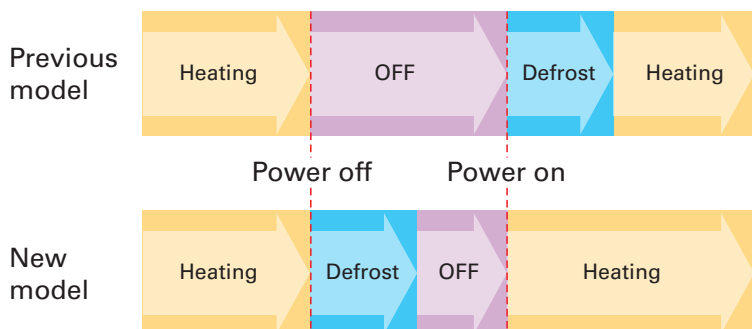 Previous
model
Heating
OFF
Defrost
Heating
Power off
Power on
New
model
Heating
Defrost
OFF
Heating